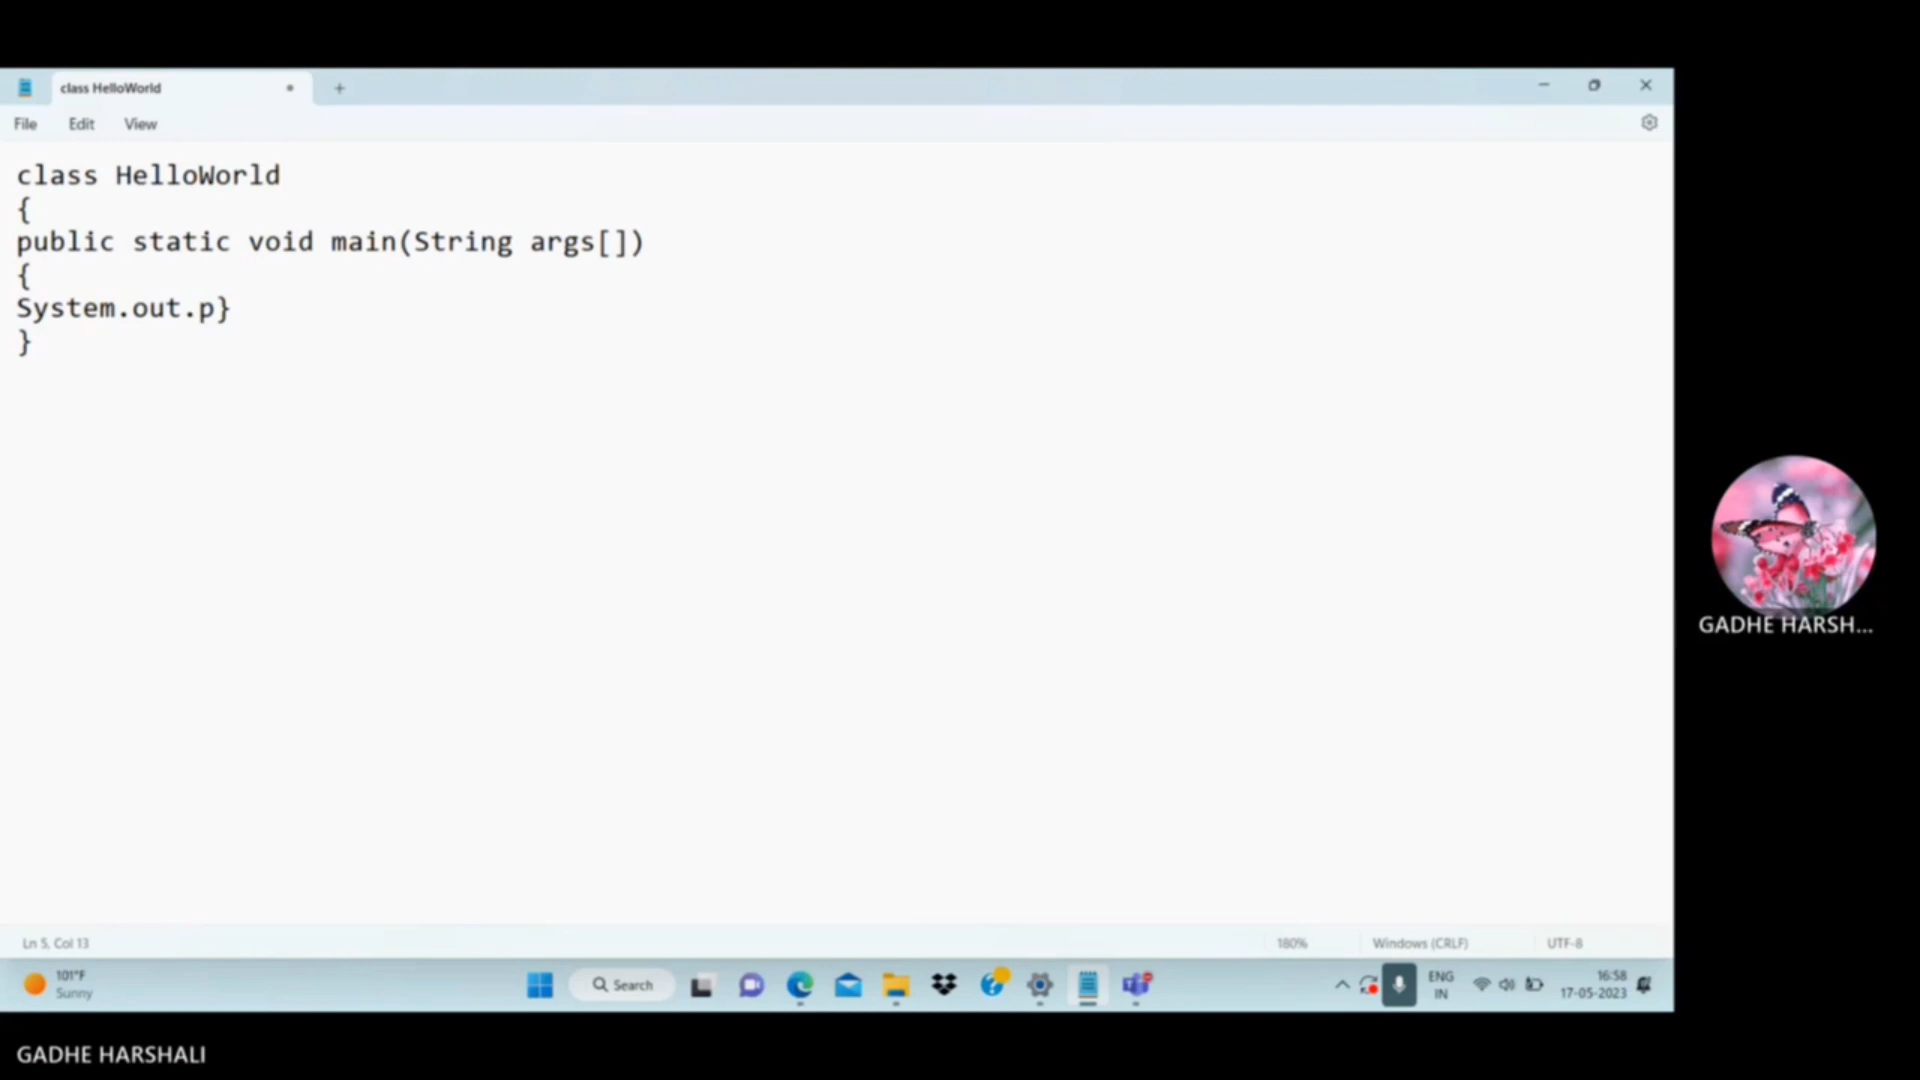 class HelloWorld
File Edit View
class HelloWorld
{
public static void main(String args[])
{
System.out.p}
}
GADHE HARSH...
Ln 5, Col 13 180% Windows (CRLF) UTF-8
101°F
Sunny
Search
ENG
IN
16:58
17-05-2023
GADHE HARSHALI